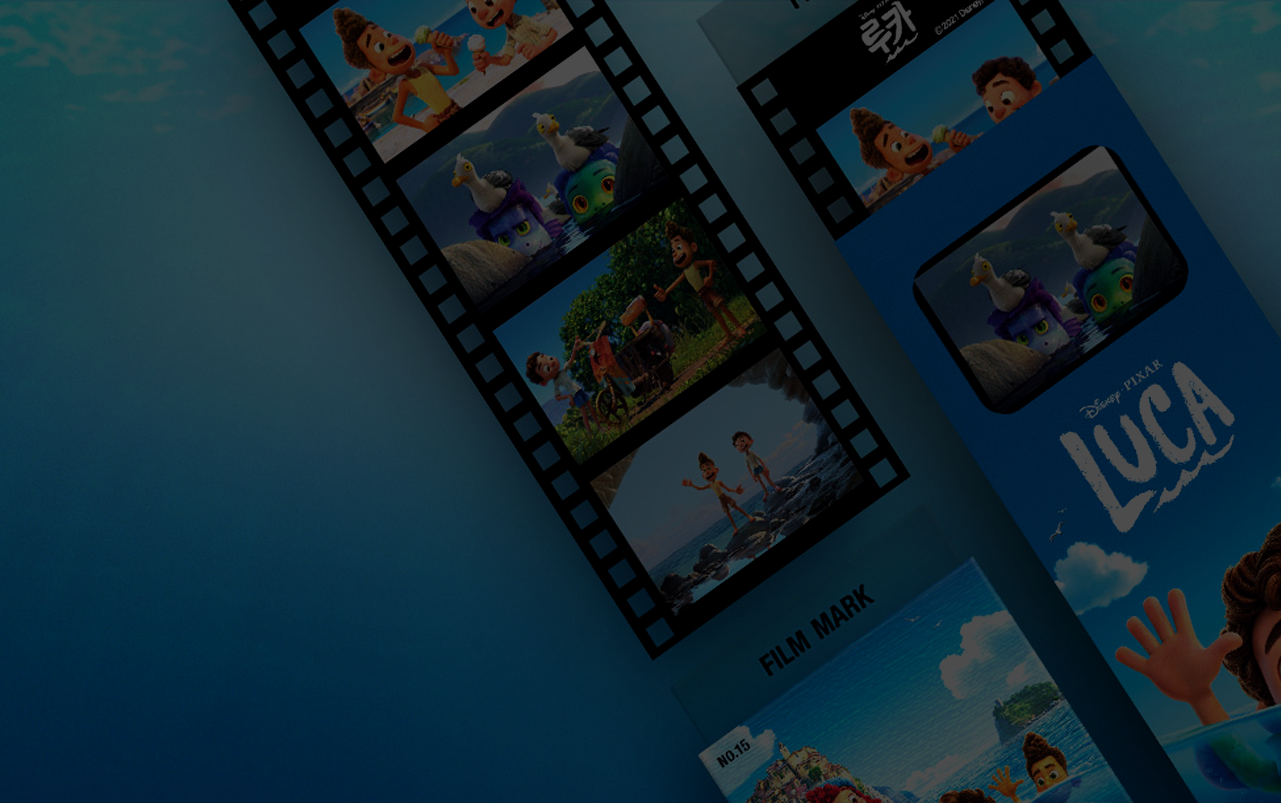 루카
©2021 Disney
Disney · PIXAR
LUCA
FILM MARK
NO.15